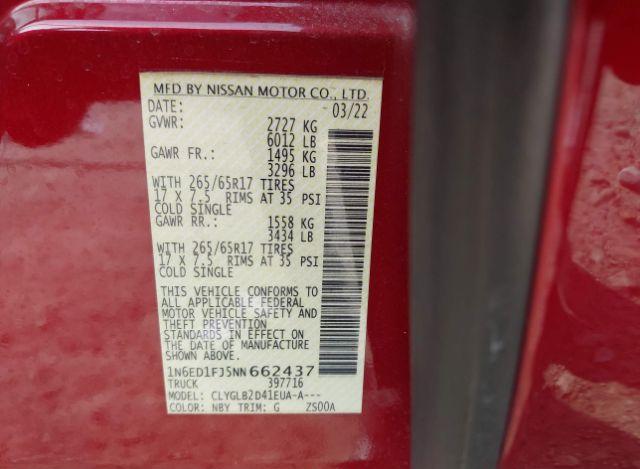 MFD BY NISSAN MOTOR CO., LTD.
DATE: 03/22
GVWR: 2727 KG
6012 LB
GAWR FR.: 1495 KG
3296 LB
WITH 265/65R17 TIRES
17 X 7.5 RIMS AT 35 PSI
COLD SINGLE
GAWR RR.: 1558 KG
3434 LB
WITH 265/65R17 TIRES
17 X 7.5 RIMS AT 35 PSI
COLD SINGLE
THIS VEHICLE CONFORMS TO
ALL APPLICABLE FEDERAL
MOTOR VEHICLE SAFETY AND
THEFT PREVENTION
STANDARDS IN EFFECT ON
THE DATE OF MANUFACTURE
SHOWN ABOVE.
1N6ED1FJ5NN662437
TRUCK 397716
MODEL: CLYGLB2D41EUA-A---
COLOR: NBY TRIM: G ZS00A